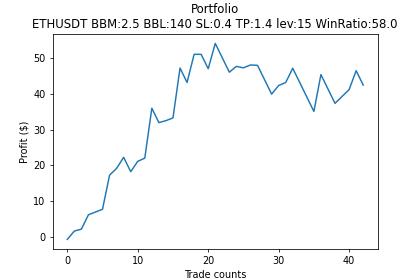 Portfolio
ETHUSDT BBM:2.5 BBL:140 SL:0.4 TP:1.4 lev:15 WinRatio:58.0
Profit ($)
50
40
30
20
10
0
0 10 20 30 40
Trade counts